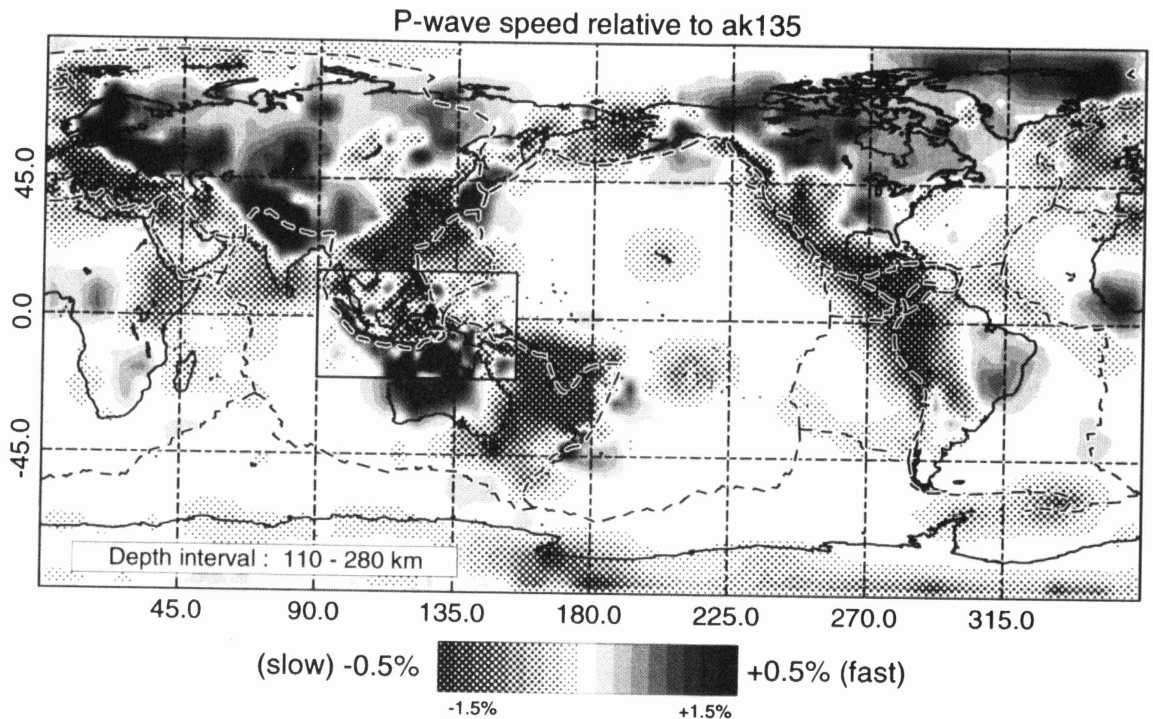 P-wave speed relative to ak135
45.0
0.0
-45.0
Depth interval : 110 - 280 km
45.0 90.0 135.0 180.0 225.0 270.0 315.0
(slow) -0.5% +0.5% (fast)
-1.5% +1.5%